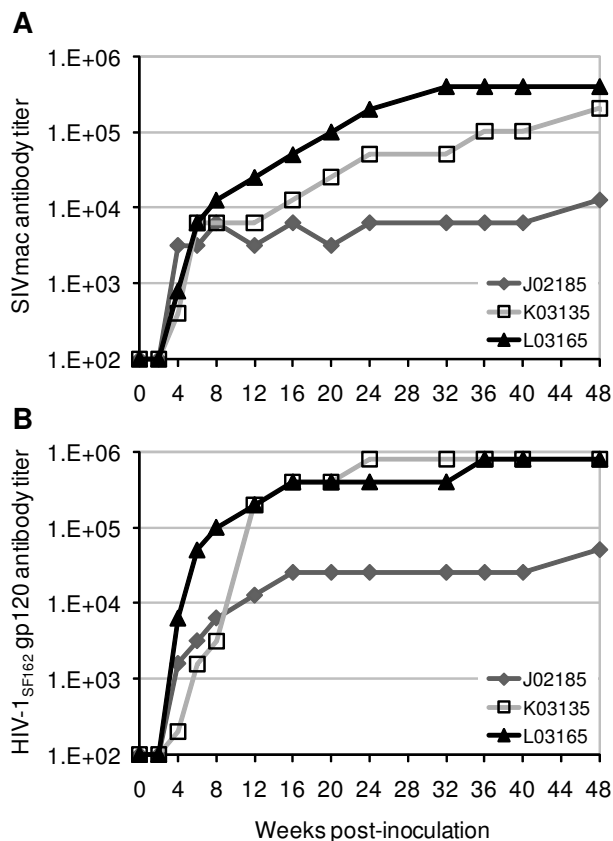 A
SIVmac antibody titer
1.E+06
1.E+05
1.E+04
1.E+03
1.E+02
J02185
K03135
L03165
0 4 8 12 16 20 24 28 32 36 40 44 48
B
HIV-1SF162 gp120 antibody titer
1.E+06
1.E+05
1.E+04
1.E+03
1.E+02
J02185
K03135
L03165
0 4 8 12 16 20 24 28 32 36 40 44 48
Weeks post-inoculation